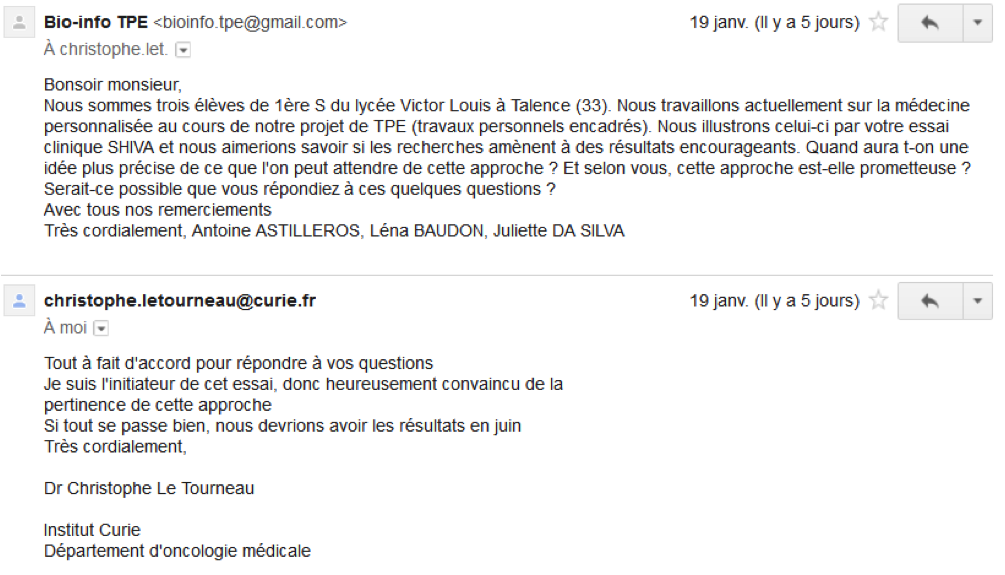 Bio-info TPE <bioinfo.tpe@gmail.com> 19 janv. (Il y a 5 jours)
À christophe.let.
Bonsoir monsieur,
Nous sommes trois élèves de 1ère S du lycée Victor Louis à Talence (33). Nous travaillons actuellement sur la médecine
personnalisée au cours de notre projet de TPE (travaux personnels encadrés). Nous illustrons celui-ci par votre essai
clinique SHIVA et nous aimerions savoir si les recherches amènent à des résultats encourageants. Quand aura t-on une
idée plus précise de ce que l'on peut attendre de cette approche ? Et selon vous, cette approche est-elle prometteuse ?
Serait-ce possible que vous répondiez à ces quelques questions ?
Avec tous nos remerciements
Très cordialement, Antoine ASTILLEROS, Léna BAUDON, Juliette DA SILVA
christophe.letourneau@curie.fr 19 janv. (Il y a 5 jours)
À moi
Tout à fait d'accord pour répondre à vos questions
Je suis l'initiateur de cet essai, donc heureusement convaincu de la
pertinence de cette approche
Si tout se passe bien, nous devrions avoir les résultats en juin
Très cordialement,
Dr Christophe Le Tourneau
Institut Curie
Département d'oncologie médicale